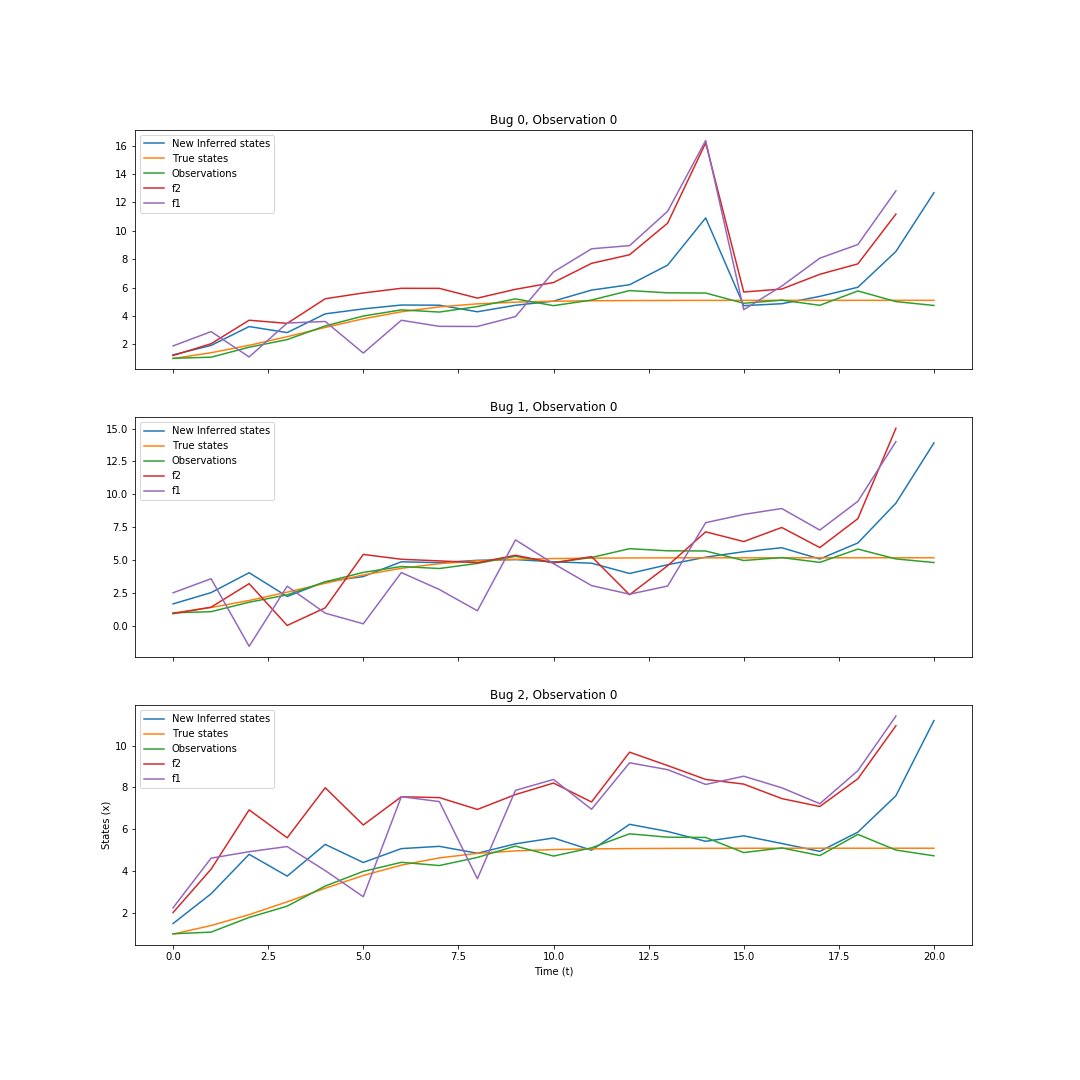 Bug 0, Observation 0
16
14
12
10
8
6
4
2
New Inferred states
True states
Observations
f2
f1
Bug 1, Observation 0
15.0
12.5
10.0
7.5
5.0
2.5
0.0
New Inferred states
True states
Observations
f2
f1
Bug 2, Observation 0
10
8
6
4
2
States (x)
New Inferred states
True states
Observations
f2
f1
0.0 2.5 5.0 7.5 10.0 12.5 15.0 17.5 20.0
Time (t)